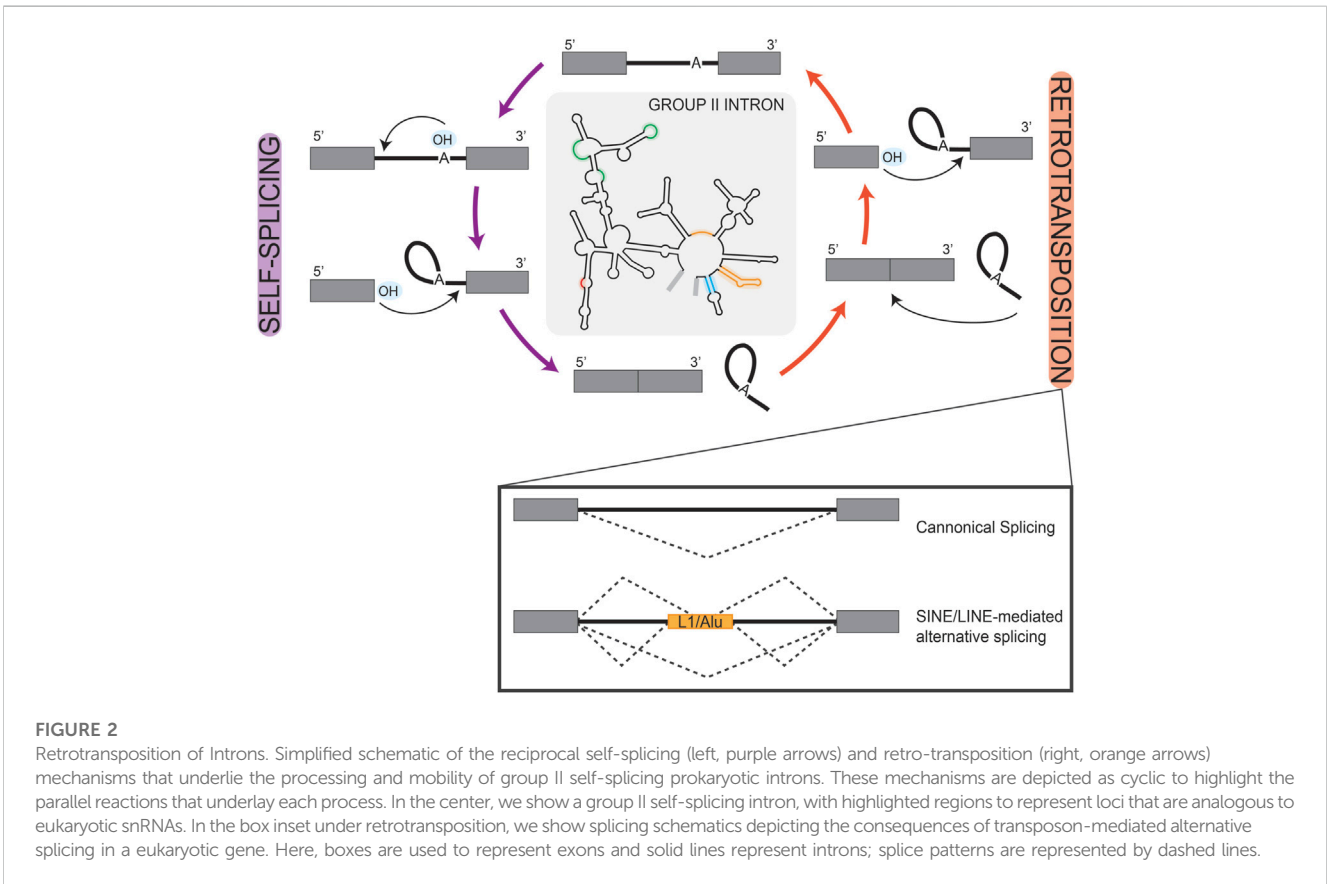 5’ 3’
A
GROUP II INTRON
SELF-SPLICING
RETROTRANSPOSITION
5’ 3’
OH
A
5’ 3’
OH
A
5’ 3’
OH
A
5’ 3’
A
5’ 3’
A
Cannonical Splicing
L1/Alu
SINE/LINE-mediated
alternative splicing
FIGURE 2
Retrotransposition of Introns. Simplified schematic of the reciprocal self-splicing (left, purple arrows) and retro-transposition (right, orange arrows)
mechanisms that underlie the processing and mobility of group II self-splicing prokaryotic introns. These mechanisms are depicted as cyclic to highlight the
parallel reactions that underlay each process. In the center, we show a group II self-splicing intron, with highlighted regions to represent loci that are analogous to
eukaryotic snRNAs. In the box inset under retrotransposition, we show splicing schematics depicting the consequences of transposon-mediated alternative
splicing in a eukaryotic gene. Here, boxes are used to represent exons and solid lines represent introns; splice patterns are represented by dashed lines.